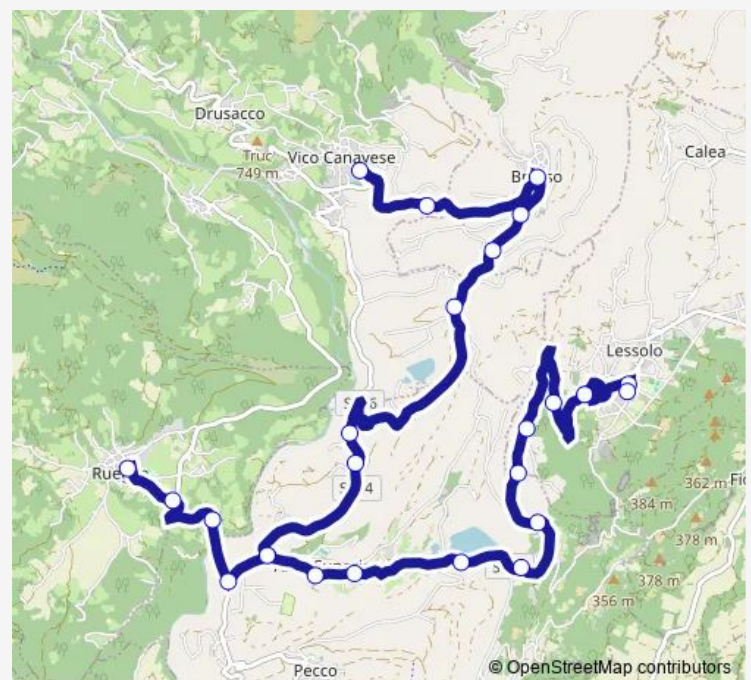 Drusacco
Truc
749 m
Vico Canavese
Calea
Lessolo
362 m
384 m
378 m
378 m
356 m
Pecco
© OpenStreetMap contributors